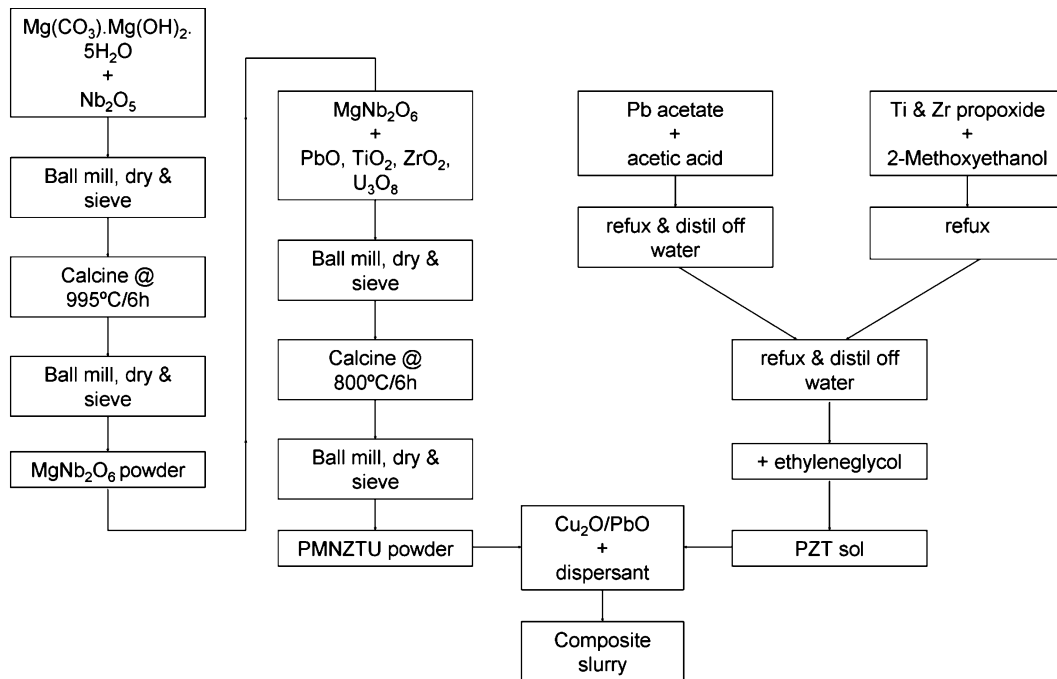 Mg(CO₃).Mg(OH)₂.
5H₂O
+
Nb₂O₅
Ball mill, dry &
sieve
Calcine @
995ºC/6h
Ball mill, dry &
sieve
MgNb₂O₆ powder
MgNb₂O₆
+
PbO, TiO₂, ZrO₂,
U₃O₈
Ball mill, dry &
sieve
Calcine @
800ºC/6h
Ball mill, dry &
sieve
PMNZTU powder
Pb acetate
+
acetic acid
refux & distil off
water
Ti & Zr propoxide
+
2-Methoxyethanol
refux
refux & distil off
water
+ ethyleneglycol
PZT sol
Cu₂O/PbO
+
dispersant
Composite
slurry